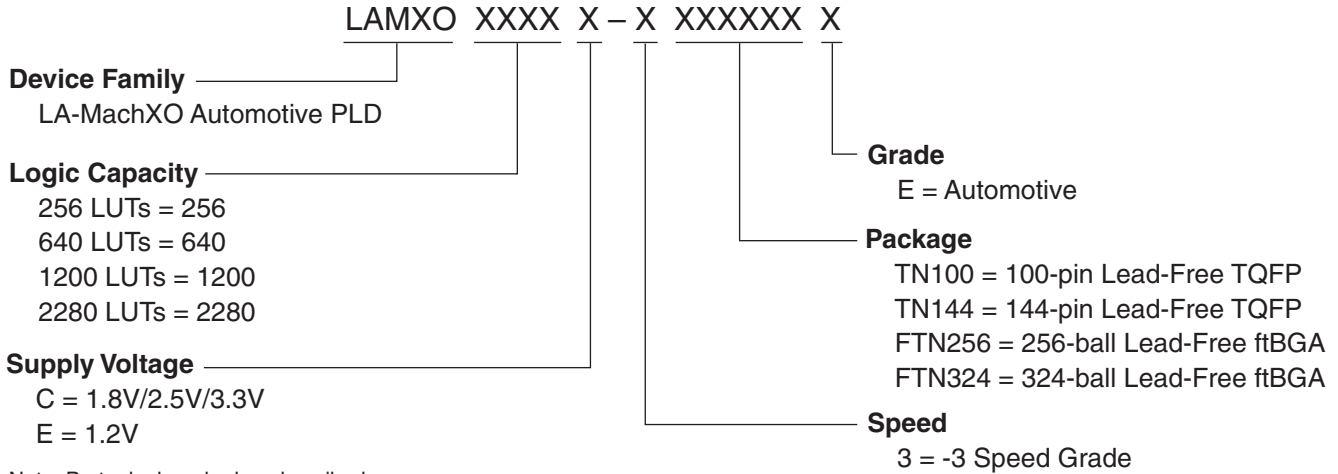 LAMXO XXXX X – X XXXXXX X
Device Family
LA-MachXO Automotive PLD
Logic Capacity
256 LUTs = 256
640 LUTs = 640
1200 LUTs = 1200
2280 LUTs = 2280
Supply Voltage
C = 1.8V/2.5V/3.3V
E = 1.2V
Grade
E = Automotive
Package
TN100 = 100-pin Lead-Free TQFP
TN144 = 144-pin Lead-Free TQFP
FTN256 = 256-ball Lead-Free ftBGA
FTN324 = 324-ball Lead-Free ftBGA
Speed
3 = -3 Speed Grade